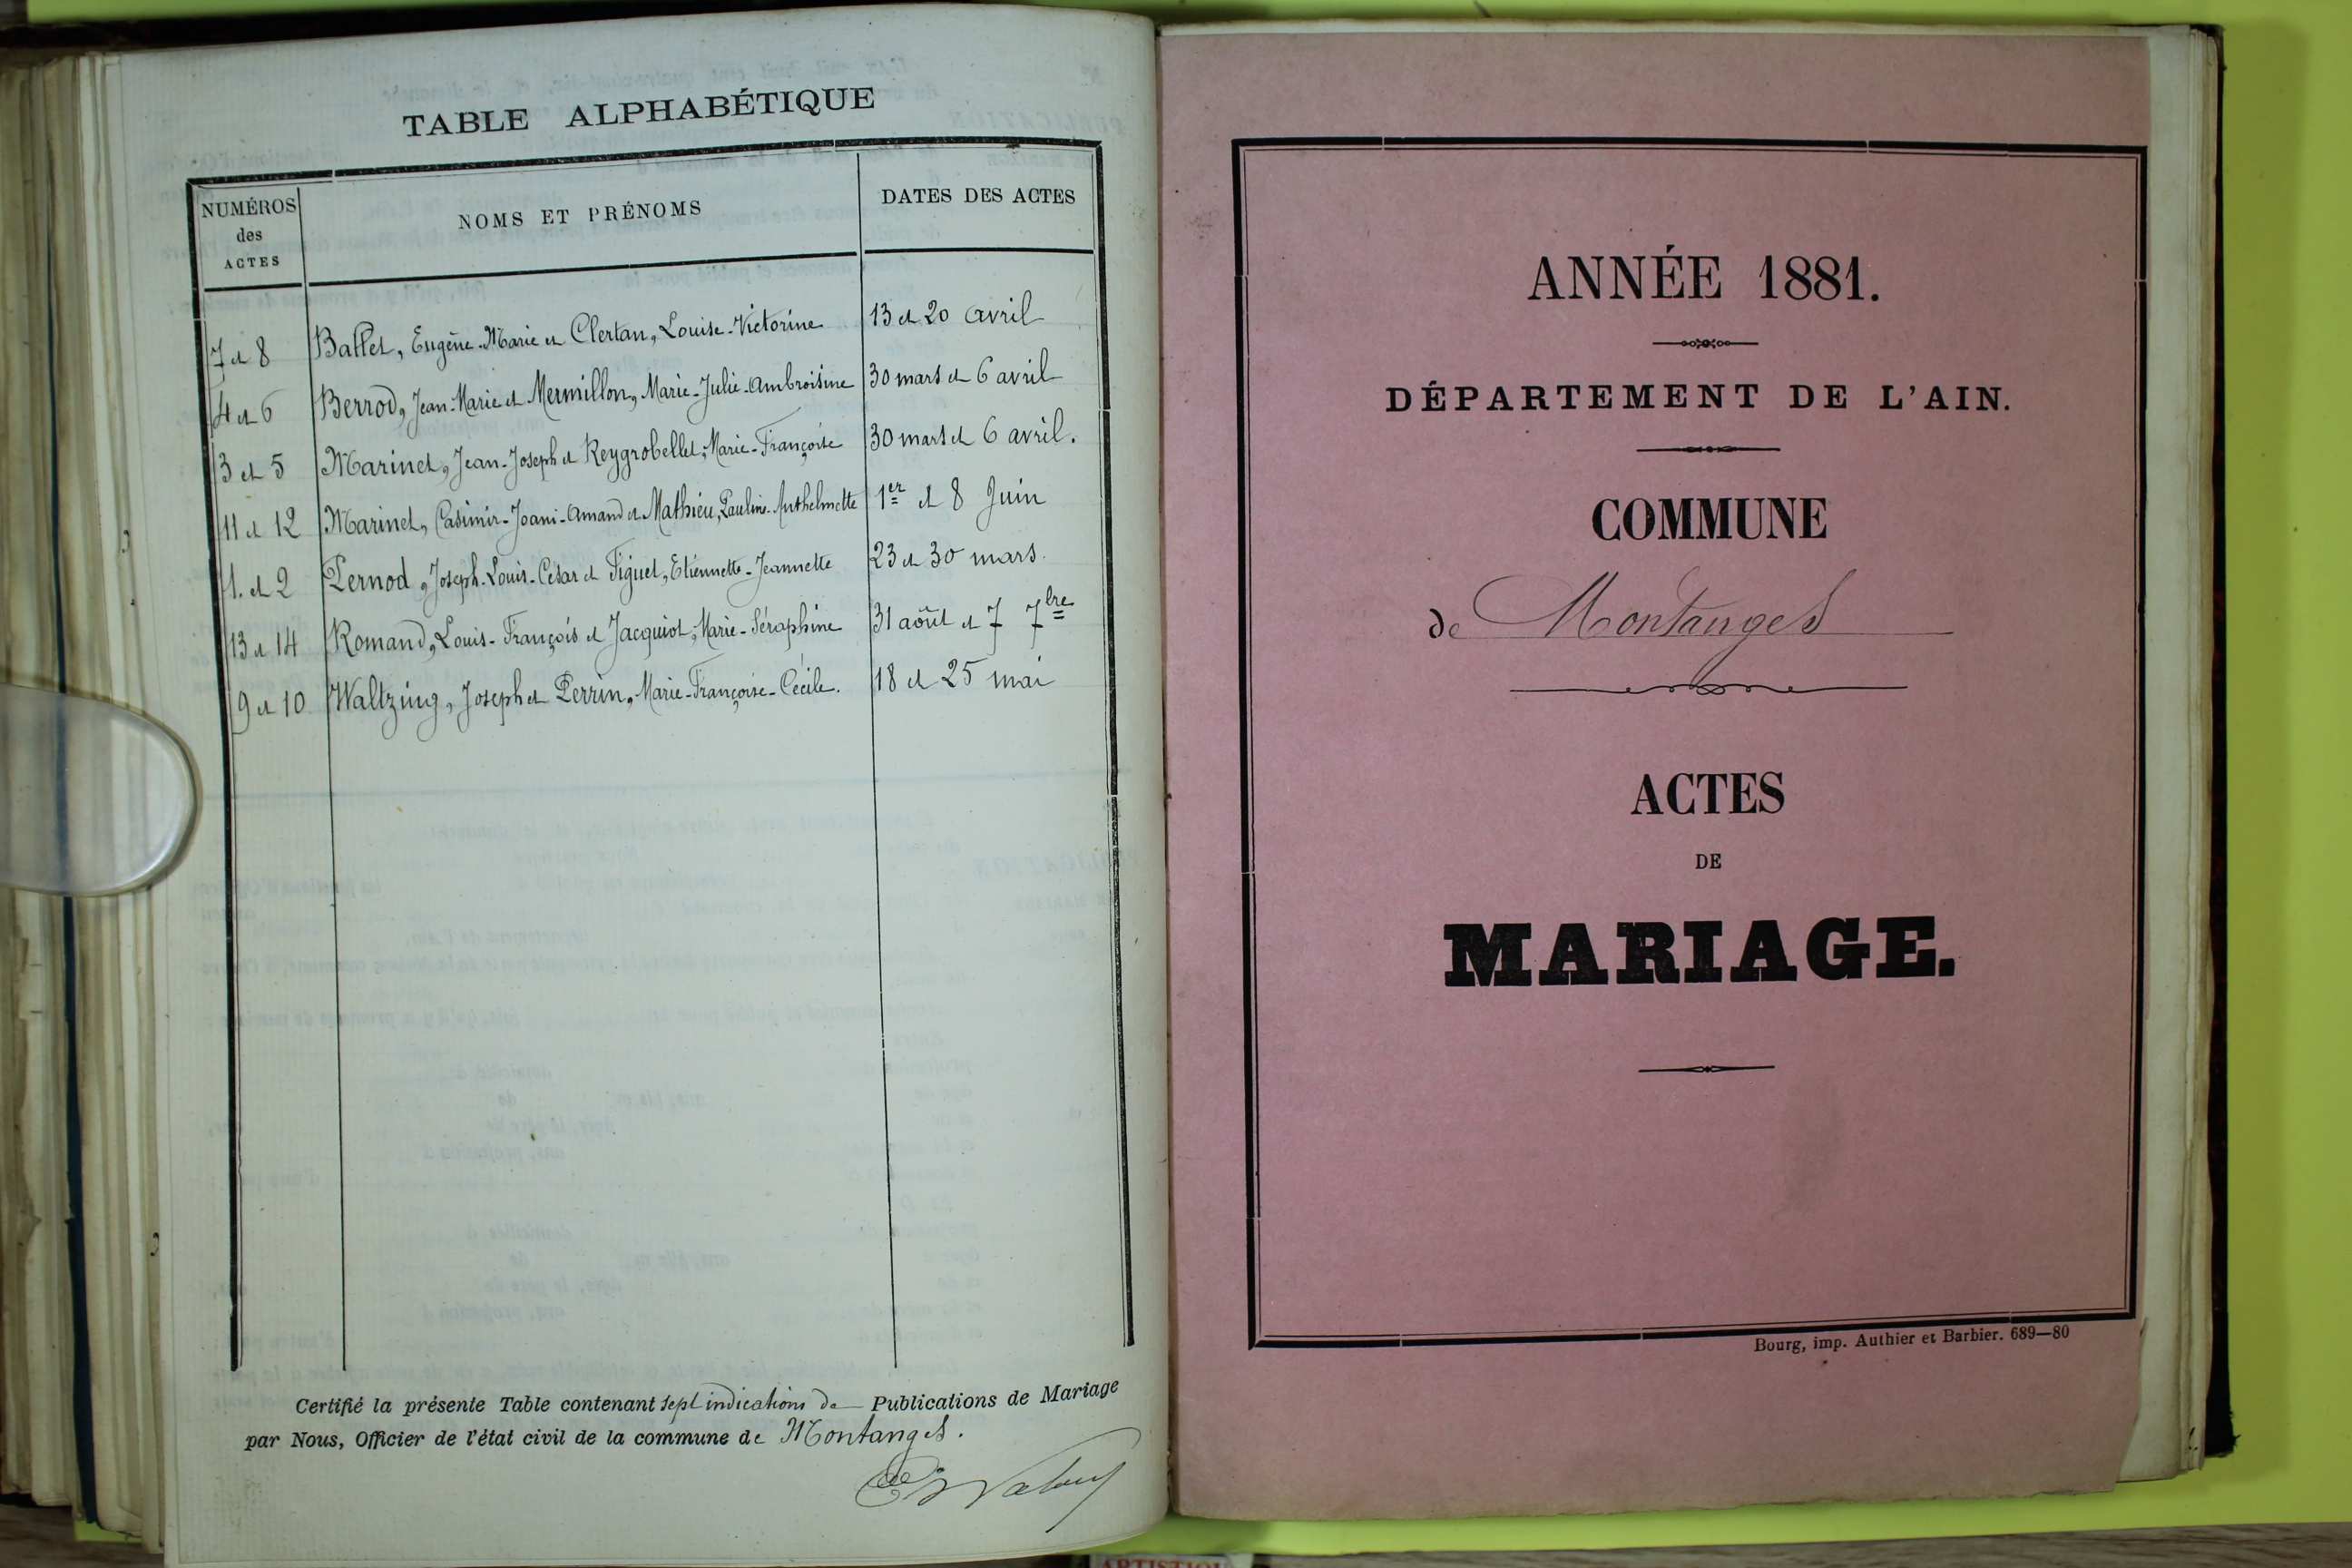 TABLE ALPHABÉTIQUE
NUMÉROS des ACTES
NOMS ET PRÉNOMS
DATES DES ACTES
7 et 8 Ballet, Eugène-Marie et Clertan, Louise-Victorine 13 et 20 avril
4 et 6 Berrod, Jean-Marie et Mermillon, Marie-Julie-Ambroisine 30 mars et 6 avril
3 et 5 Marinet, Jean-Joseph et Reygrobellet, Marie-Françoise 30 mars et 6 avril.
11 et 12 Marinet, Casimir-Joani-Amand et Mathieu, Pauline-Anthelmette 1er et 8 Juin
1. et 2 Pernod, Joseph-Louis-César et Figuet, Etiennette-Jeannette 23 et 30 mars.
13 et 14 Romand, Louis-François et Jacquiot, Marie-Séraphine 31 août et 7 7bre
9 et 10 Waltzing, Joseph et Perrin, Marie-Françoise-Cécile. 18 et 25 mai
Certifié la présente Table contenant sept indications de Publications de Mariage
par Nous, Officier de l'état civil de la commune de Montanges.
ANNÉE 1881.
DÉPARTEMENT DE L'AIN.
COMMUNE
de Montanges
ACTES
DE
MARIAGE.
Bourg, imp. Authier et Barbier. 689—80